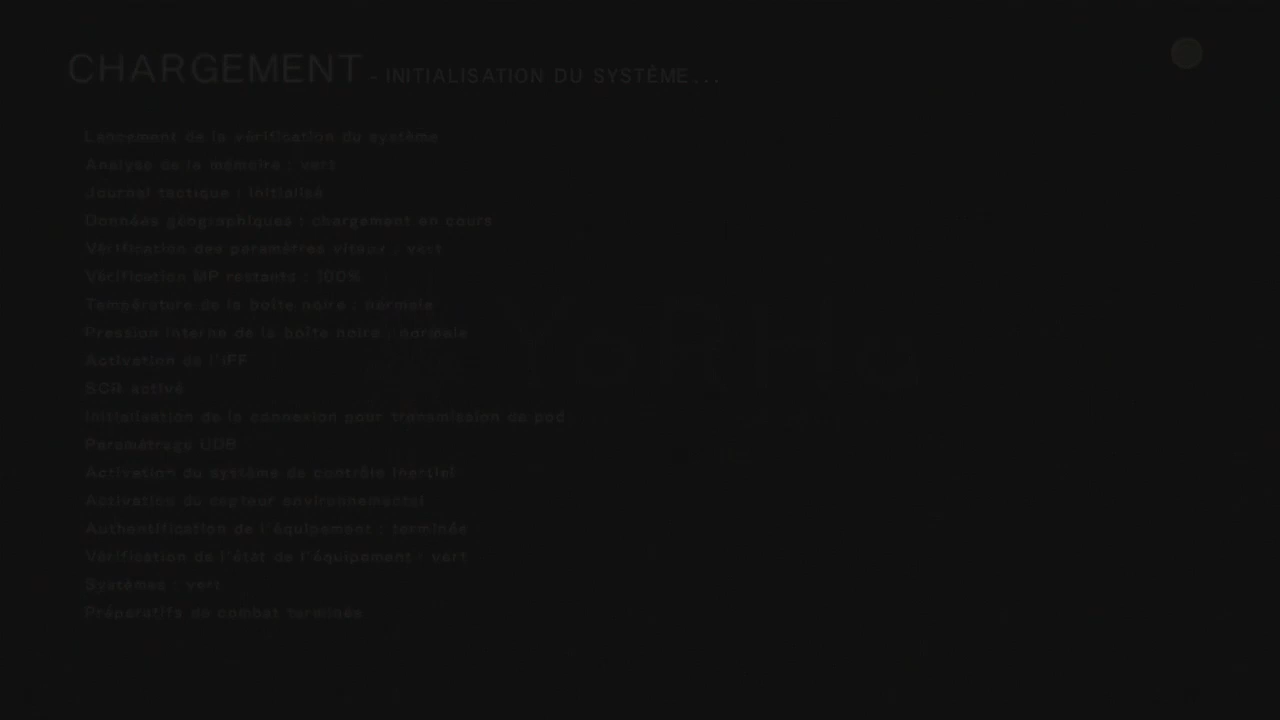 CHARGEMENT - INITIALISATION DU SYSTÈME...
Lancement de la vérification du système
Analyse de la mémoire : vert
Journal tactique : initialisé
Données géographiques : chargement en cours
Vérification des paramètres vitaux : vert
Vérification MP restants : 100%
Température de la boîte noire : normale
Pression interne de la boîte noire : normale
Activation de l'IFF
SCR activé
Initialisation de la connexion pour transmission de pod
Paramétrage UDB
Activation du système de contrôle inertiel
Activation du capteur environnemental
Authentification de l'équipement : terminée
Vérification de l'état de l'équipement : vert
Systèmes : vert
Préparatifs de combat terminés
YoRHa